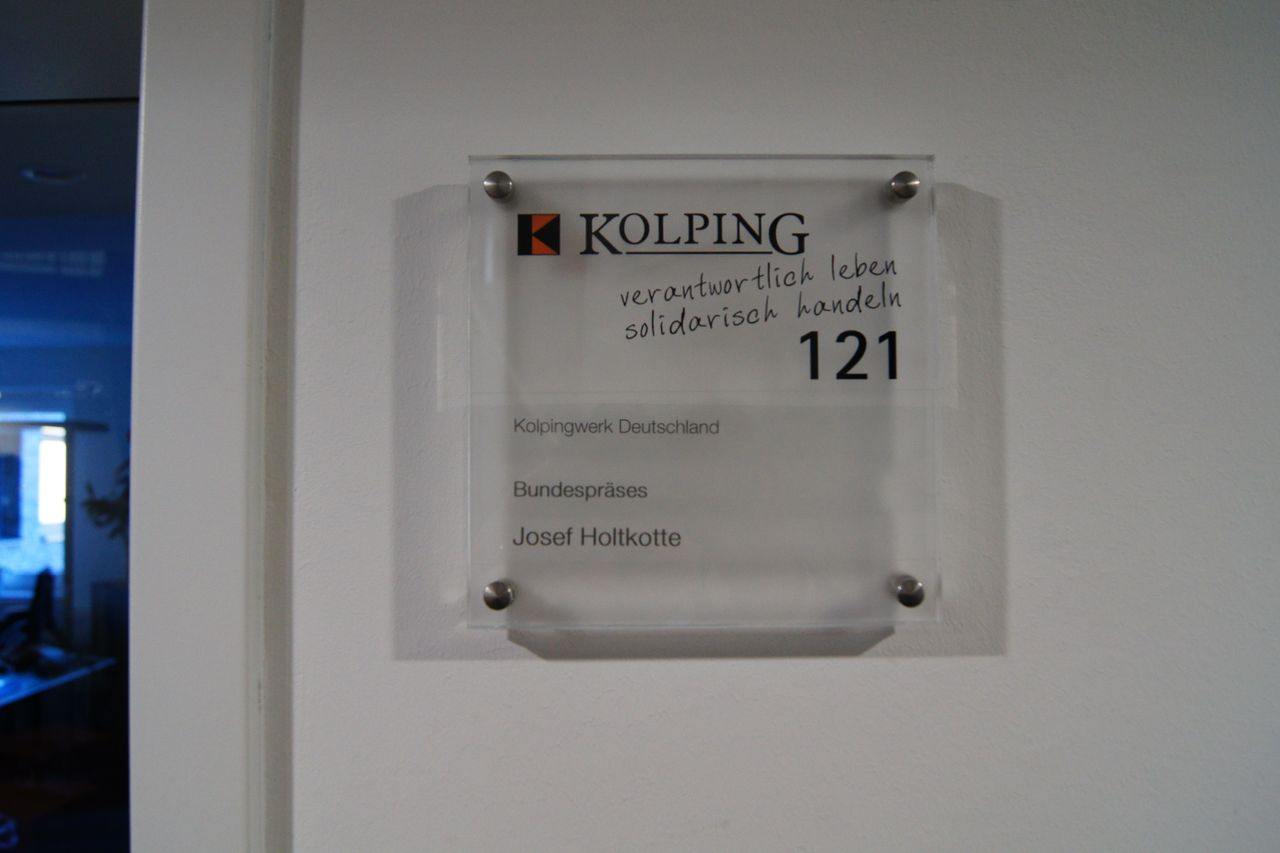 KOLPING
verantwortlich leben
solidarisch handeln
121
Kolpingwerk Deutschland
Bundespräses
Josef Holtkotte